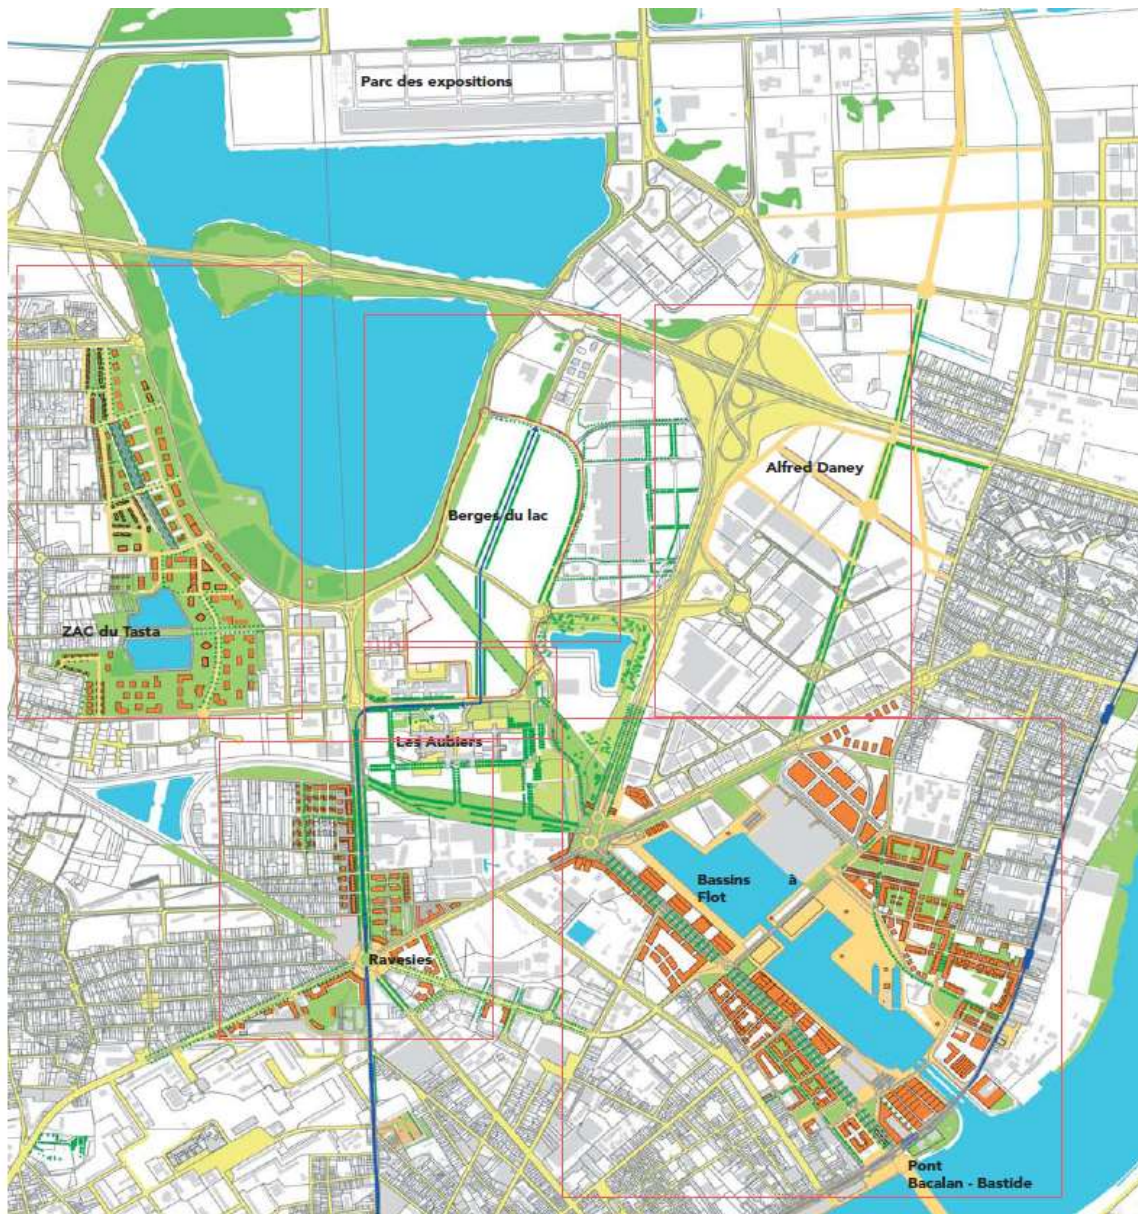 Parc des expositions
Alfred Daney
Berges du lac
ZAC du Tasta
Les Aubiers
Bassins à
Flot
Ravesies
Pont
Bacalan - Bastide